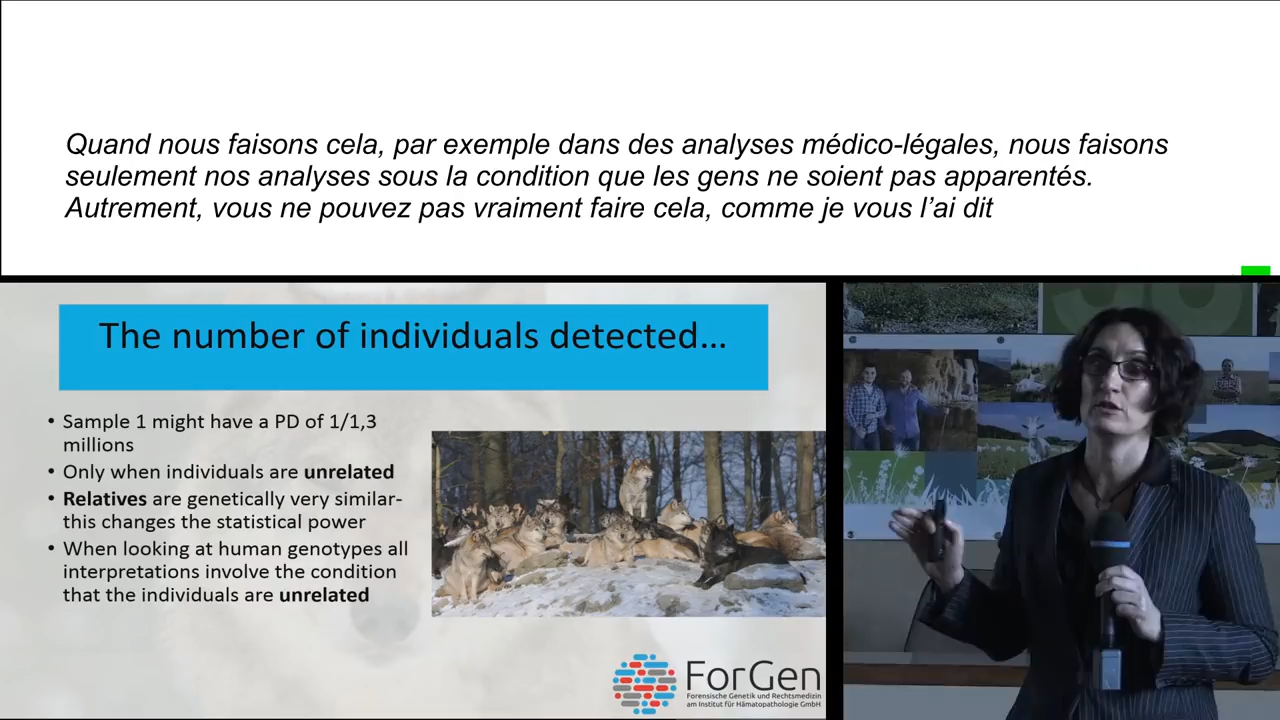 Quand nous faisons cela, par exemple dans des analyses médico-légales, nous faisons
seulement nos analyses sous la condition que les gens ne soient pas apparentés.
Autrement, vous ne pouvez pas vraiment faire cela, comme je vous l’ai dit
The number of individuals detected...
• Sample 1 might have a PD of 1/1,3
millions
• Only when individuals are unrelated
• Relatives are genetically very similar-
this changes the statistical power
• When looking at human genotypes all
interpretations involve the condition
that the individuals are unrelated
ForGen
Forensische Genetik und Rechtsmedizin
am Institut für Hämatopathologie GmbH